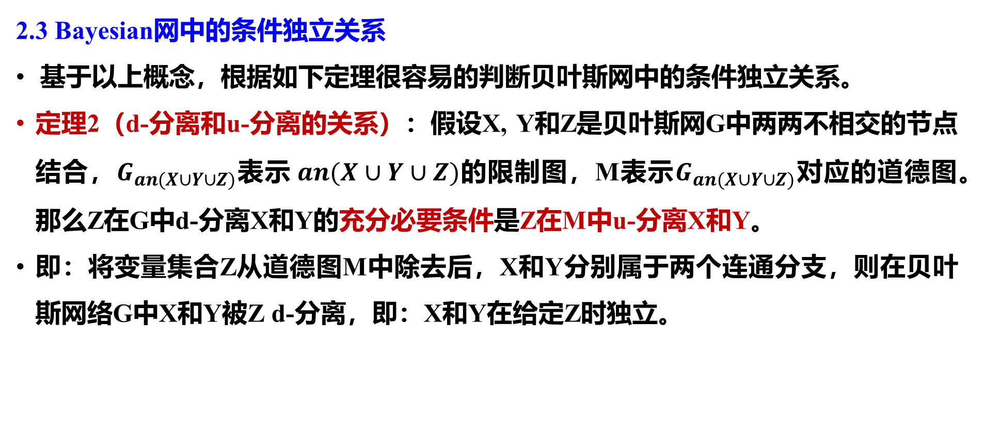 2.3 Bayesian网中的条件独立关系
• 基于以上概念，根据如下定理很容易的判断贝叶斯网中的条件独立关系。
• 定理2（d-分离和u-分离的关系）：假设X, Y和Z是贝叶斯网G中两两不相交的节点
结合，G_{an(X∪Y∪Z)}表示 an(X ∪ Y ∪ Z)的限制图，M表示G_{an(X∪Y∪Z)}对应的道德图。
那么Z在G中d-分离X和Y的充分必要条件是Z在M中u-分离X和Y。
• 即：将变量集合Z从道德图M中除去后，X和Y分别属于两个连通分支，则在贝叶
斯网络G中X和Y被Z d-分离，即：X和Y在给定Z时独立。